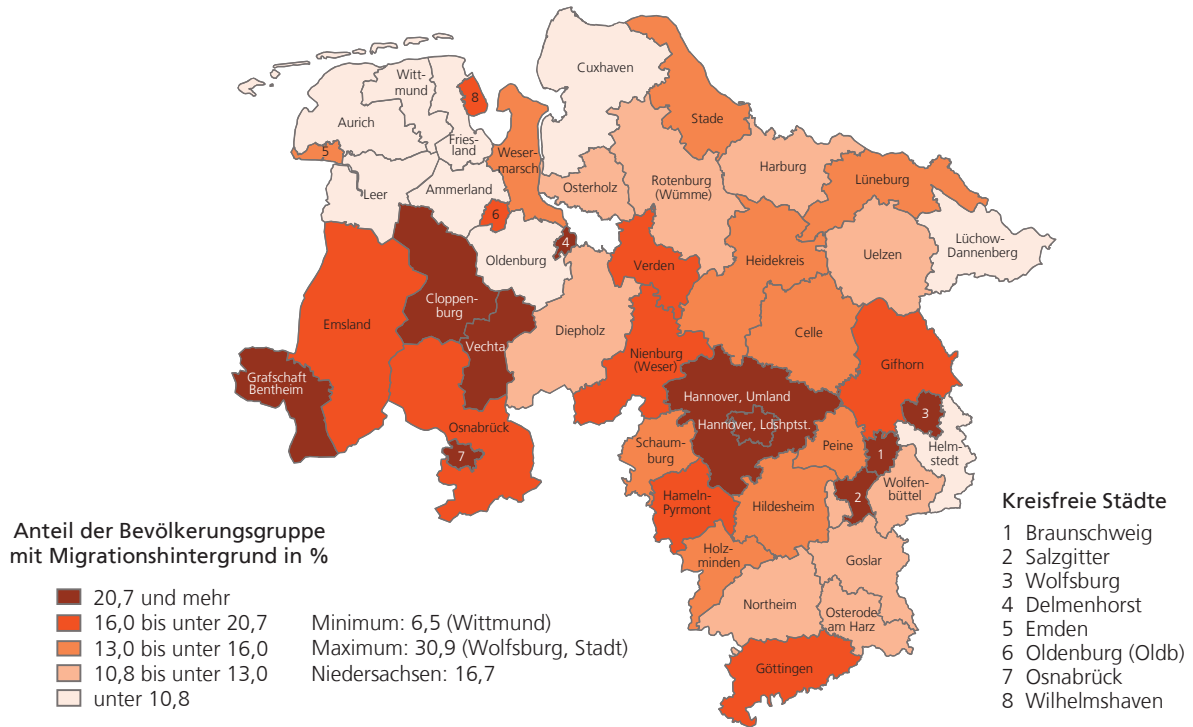 Cuxhaven
Witt-
mund
8
Stade
Aurich
Fries-
land
Weser-
marsch
5
Harburg
Leer
Ammerland
Osterholz
Rotenburg
(Wümme)
Lüneburg
6
4
Oldenburg
Verden
Heidekreis
Uelzen
Lüchow-
Dannenberg
Cloppen-
burg
Emsland
Diepholz
Celle
Vechta
Nienburg
(Weser)
Gifhorn
Grafschaft
Bentheim
Hannover, Umland
3
Hannover, Ldshptst.
Osnabrück
Schaum-
burg
Peine
Helm-
stedt
7
1
Wolfen-
büttel
2
Hameln-
Pyrmont
Hildesheim
Holz-
minden
Goslar
Northeim
Osterode
am Harz
Göttingen
Anteil der Bevölkerungsgruppe
mit Migrationshintergrund in %
20,7 und mehr
16,0 bis unter 20,7
13,0 bis unter 16,0
10,8 bis unter 13,0
unter 10,8
Minimum: 6,5 (Wittmund)
Maximum: 30,9 (Wolfsburg, Stadt)
Niedersachsen: 16,7
Kreisfreie Städte
1 Braunschweig
2 Salzgitter
3 Wolfsburg
4 Delmenhorst
5 Emden
6 Oldenburg (Oldb)
7 Osnabrück
8 Wilhelmshaven